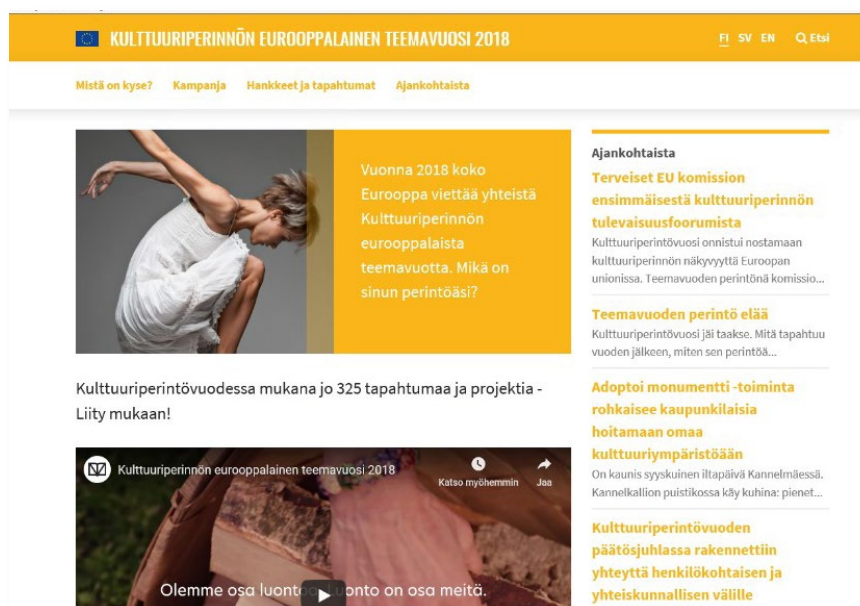 KULTTUURIPERINNÖN EUROOPPALAINEN TEEMAVUOSI 2018
FI SV EN Etsi
Mistä on kyse? Kampanja Hankkeet ja tapahtumat Ajankohtaista
Vuonna 2018 koko
Eurooppa viettää yhteistä
Kulttuuriperinnön
eurooppalaista
teemavuotta. Mikä on
sinun perintöäsi?
Kulttuuriperintövuodessa mukana jo 325 tapahtumaa ja projektia -
Liity mukaan!
Kulttuuriperinnön eurooppalainen teemavuosi 2018
Katso myöhemmin Jaa
Olemme osa luontoa, luonto on osa meitä.
Ajankohtaista
Terveiset EU komission
ensimmäisestä kulttuuriperinnön
tulevaisuusfoorumista
Kulttuuriperintövuosi onnistui nostamaan
kulttuuriperinnön näkyvyyttä Euroopan
unionissa. Teemavuoden perintönä komissio...
Teemavuoden perintö elää
Kulttuuriperintövuosi jäi taakse. Mitä tapahtuu
vuoden jälkeen, miten sen perintöä...
Adoptoi monumentti -toiminta
rohkaisee kaupunkilaisia
hoitamaan omaa
kulttuuriympäristöään
On kaunis syyskuinen iltapäivä Kannelmäessä.
Kannelkallion puistikossa käy kuhina: pienet...
Kulttuuriperintövuoden
päätösjuhlassa rakennettiin
yhteyttä henkilökohtaisen ja
yhteiskunnallisen välille